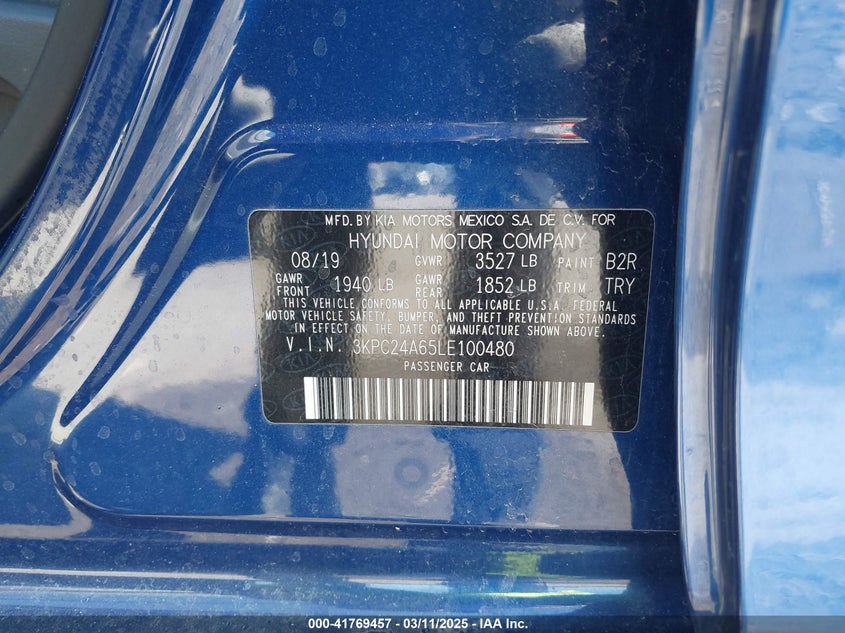 MFD. BY KIA MOTORS MEXICO S.A. DE C.V. FOR
HYUNDAI MOTOR COMPANY
08/19 GVWR 3527 LB PAINT B2R
GAWR FRONT 1940 LB GAWR REAR 1852 LB TRIM TRY
THIS VEHICLE CONFORMS TO ALL APPLICABLE U.S.A. FEDERAL
MOTOR VEHICLE SAFETY, BUMPER, AND THEFT PREVENTION STANDARDS
IN EFFECT ON THE DATE OF MANUFACTURE SHOWN ABOVE.
V.I.N. 3KPC24A65LE100480
PASSENGER CAR
000-41769457 - 03/11/2025 - IAA Inc.